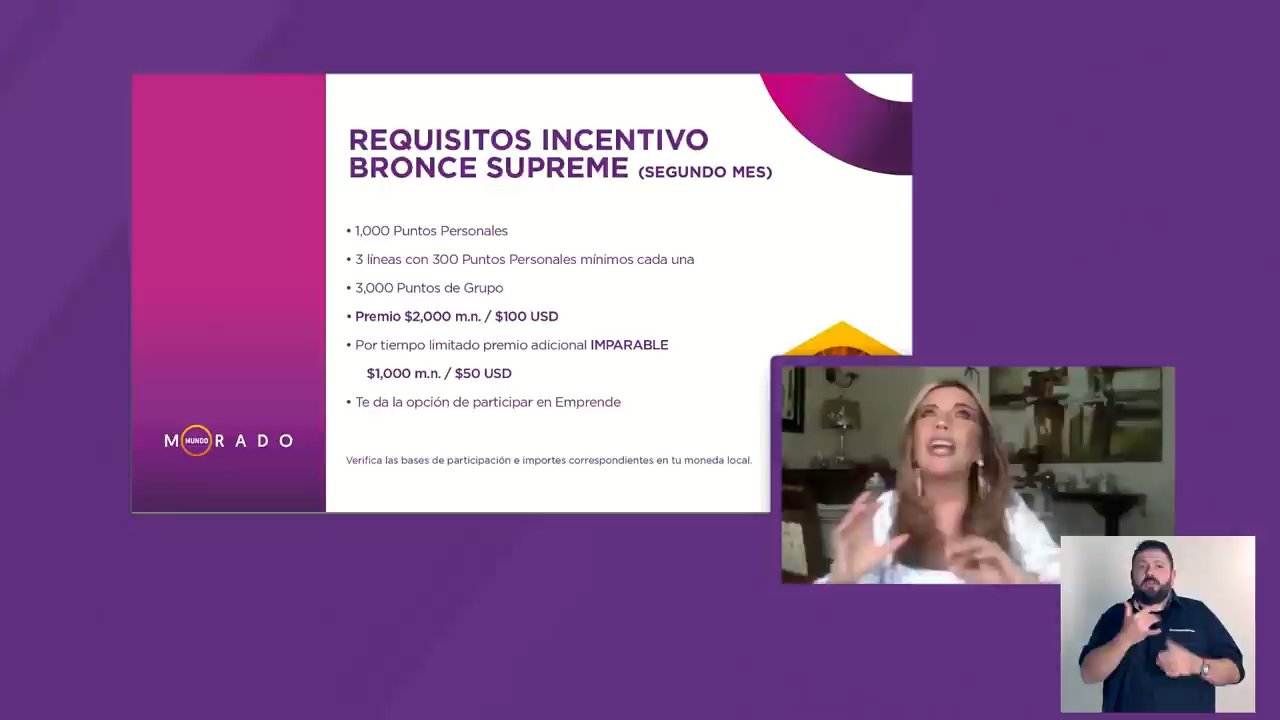 REQUISITOS INCENTIVO
BRONCE SUPREME (SEGUNDO MES)
• 1,000 Puntos Personales
• 3 líneas con 300 Puntos Personales mínimos cada una
• 3,000 Puntos de Grupo
• Premio $2,000 m.n. / $100 USD
• Por tiempo limitado premio adicional IMPARABLE
$1,000 m.n. / $50 USD
• Te da la opción de participar en Emprende
M MUNDO RADO
Verifica las bases de participación e importes correspondientes en tu moneda local.